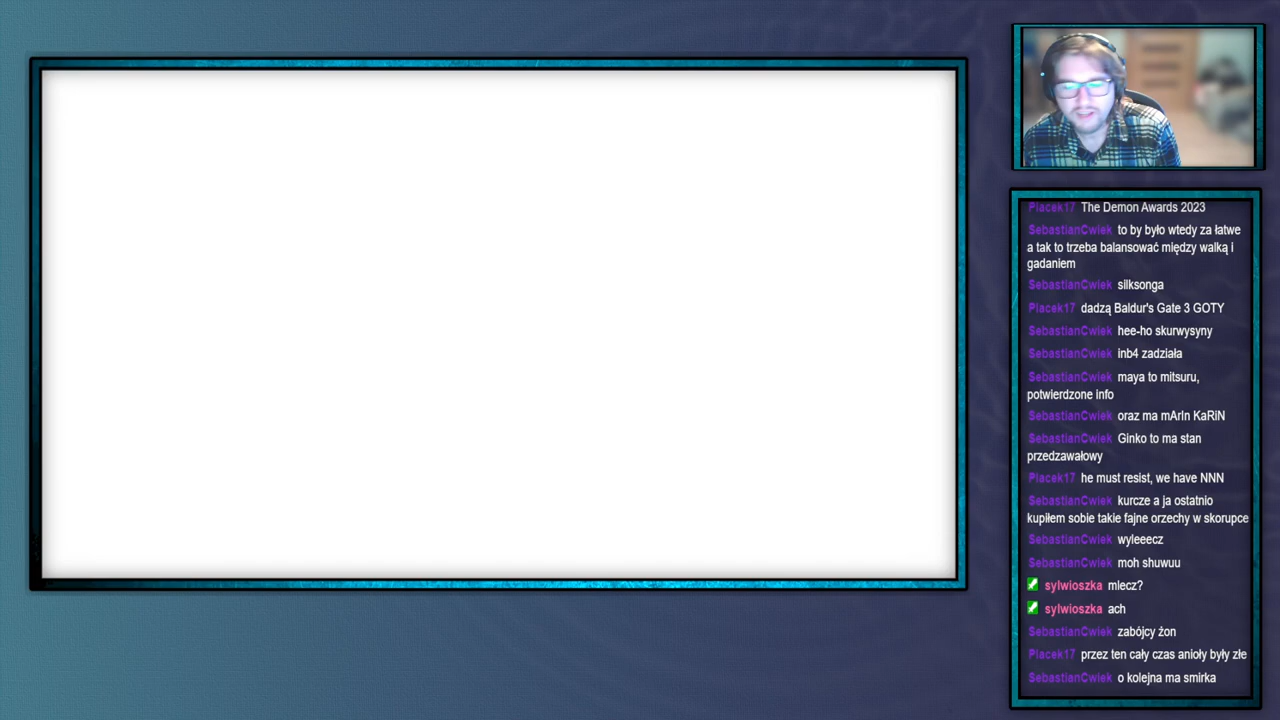 Placek17 The Demon Awards 2023
SebastianCwiek to by było wtedy za łatwe
a tak to trzeba balansować między walką i
gadaniem
SebastianCwiek silksonga
Placek17 dadzą Baldur's Gate 3 GOTY
SebastianCwiek hee-ho skurwysyny
SebastianCwiek inb4 zadziała
SebastianCwiek maya to mitsuru,
potwierdzone info
SebastianCwiek oraz ma mArIn KaRiN
SebastianCwiek Ginko to ma stan
przedzawałowy
Placek17 he must resist, we have NNN
SebastianCwiek kurcze a ja ostatnio
kupiłem sobie takie fajne orzechy w skorupce
SebastianCwiek wyleeecz
SebastianCwiek moh shuwuu
sylwioszka mlecz?
sylwioszka ach
SebastianCwiek zabójcy żon
Placek17 przez ten cały czas anioły były złe
SebastianCwiek o kolejna ma smirka